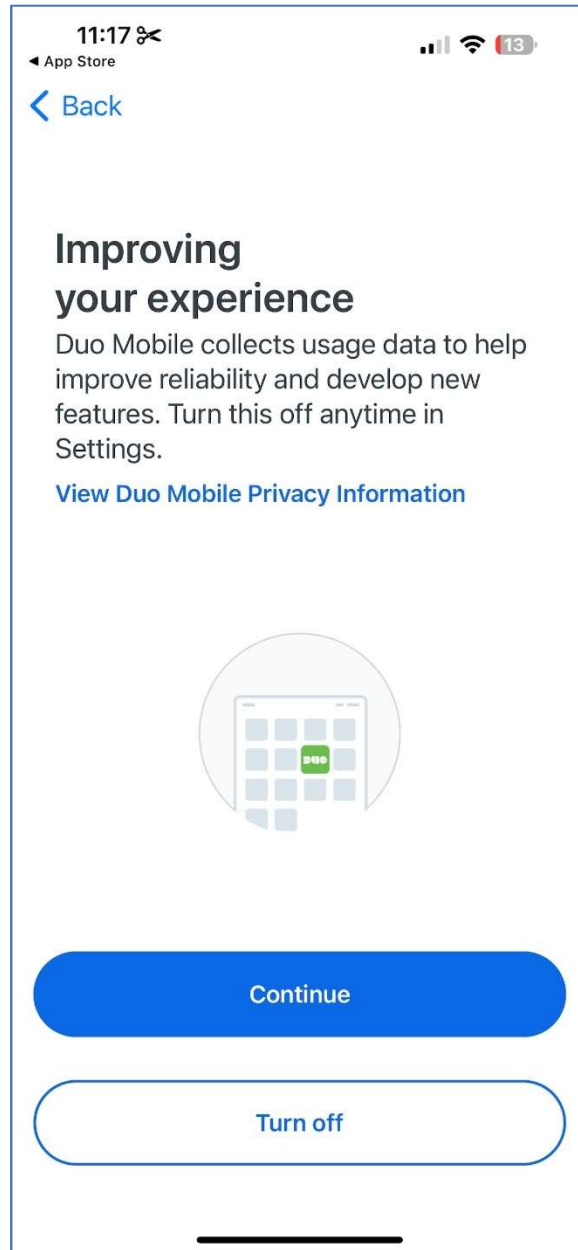 11:17
◀ App Store
13
Back
Improving
your experience
Duo Mobile collects usage data to help
improve reliability and develop new
features. Turn this off anytime in
Settings.
View Duo Mobile Privacy Information
DUO
Continue
Turn off